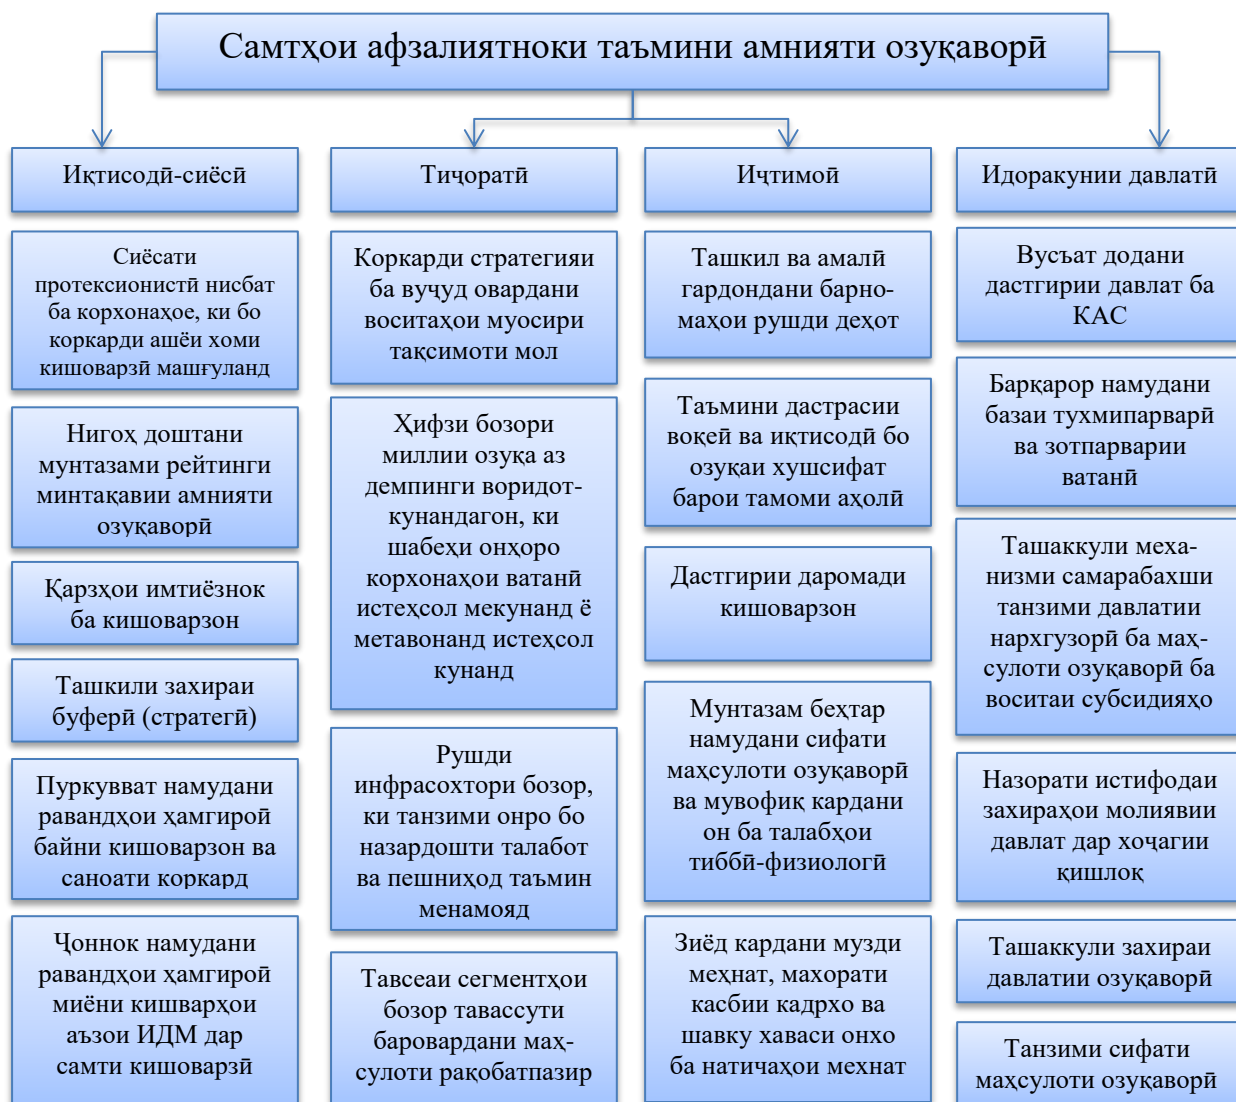 Самтҳои афзалиятноки таъмини амнияти озуқаворӣ
Иқтисодӣ-сиёсӣ
Сиёсати
протексионистӣ нисбат
ба корхонаҳое, ки бо
коркарди ашёи хоми
кишоварзӣ машғуланд
Нигоҳ доштани
мунтазами рейтинги
минтақавии амнияти
озуқаворӣ
Қарзҳои имтиёзнок
ба кишоварзон
Ташкили захираи
буферӣ (стратегӣ)
Пурқувват намудани
равандҳои ҳамгироӣ
байни кишоварзон ва
саноати коркард
Ҷоннок намудани
равандҳои ҳамгироӣ
миёни кишварҳои
аъзои ИДМ дар
самти кишоварзӣ
Тиҷоратӣ
Коркарди стратегияи
ба вуҷуд овардани
воситаҳои муосири
тақсимоти мол
Ҳифзи бозори
миллии озуқа аз
демпинги воридот-
кунандагон, ки
шабеҳи онҳоро
корхонаҳои ватанӣ
истеҳсол мекунанд ё
метавонанд истеҳсол
кунанд
Рушди
инфрасохтори бозор,
ки танзими онро бо
назардошти талабот
ва пешниҳод таъмин
менамояд
Тавсеаи сегментҳои
бозор тавассути
баровардани маҳ-
сулоти рақобатпазир
Иҷтимоӣ
Ташкил ва амалӣ
гардондани барно-
маҳои рушди деҳот
Таъмини дастрасии
воқеӣ ва иқтисодӣ бо
озуқаи хушсифат
барои тамоми аҳолӣ
Дастгирии даромади
кишоварзон
Мунтазам беҳтар
намудани сифати
маҳсулоти озуқаворӣ
ва мувофиқ кардани
он ба талабҳои
тиббӣ-физиологӣ
Зиёд кардани музди
меҳнат, махорати
касбии кадрхо ва
шавку хаваси онхо
ба натичаҳои мехнат
Идоракунии давлатӣ
Вусъат додани
дастгирии давлат ба
КАС
Барқарор намудани
базаи тухмипарварӣ
ва зотпарварии
ватанӣ
Ташаккули меха-
низми самарабахши
танзими давлатии
нархгузорӣ ба маҳ-
сулоти озуқаворӣ ба
воситаи субсидияҳо
Назорати истифодаи
захираҳои молиявии
давлат дар хоҷагии
қишлоқ
Ташаккули захираи
давлатии озуқаворӣ
Танзими сифати
маҳсулоти озуқаворӣ